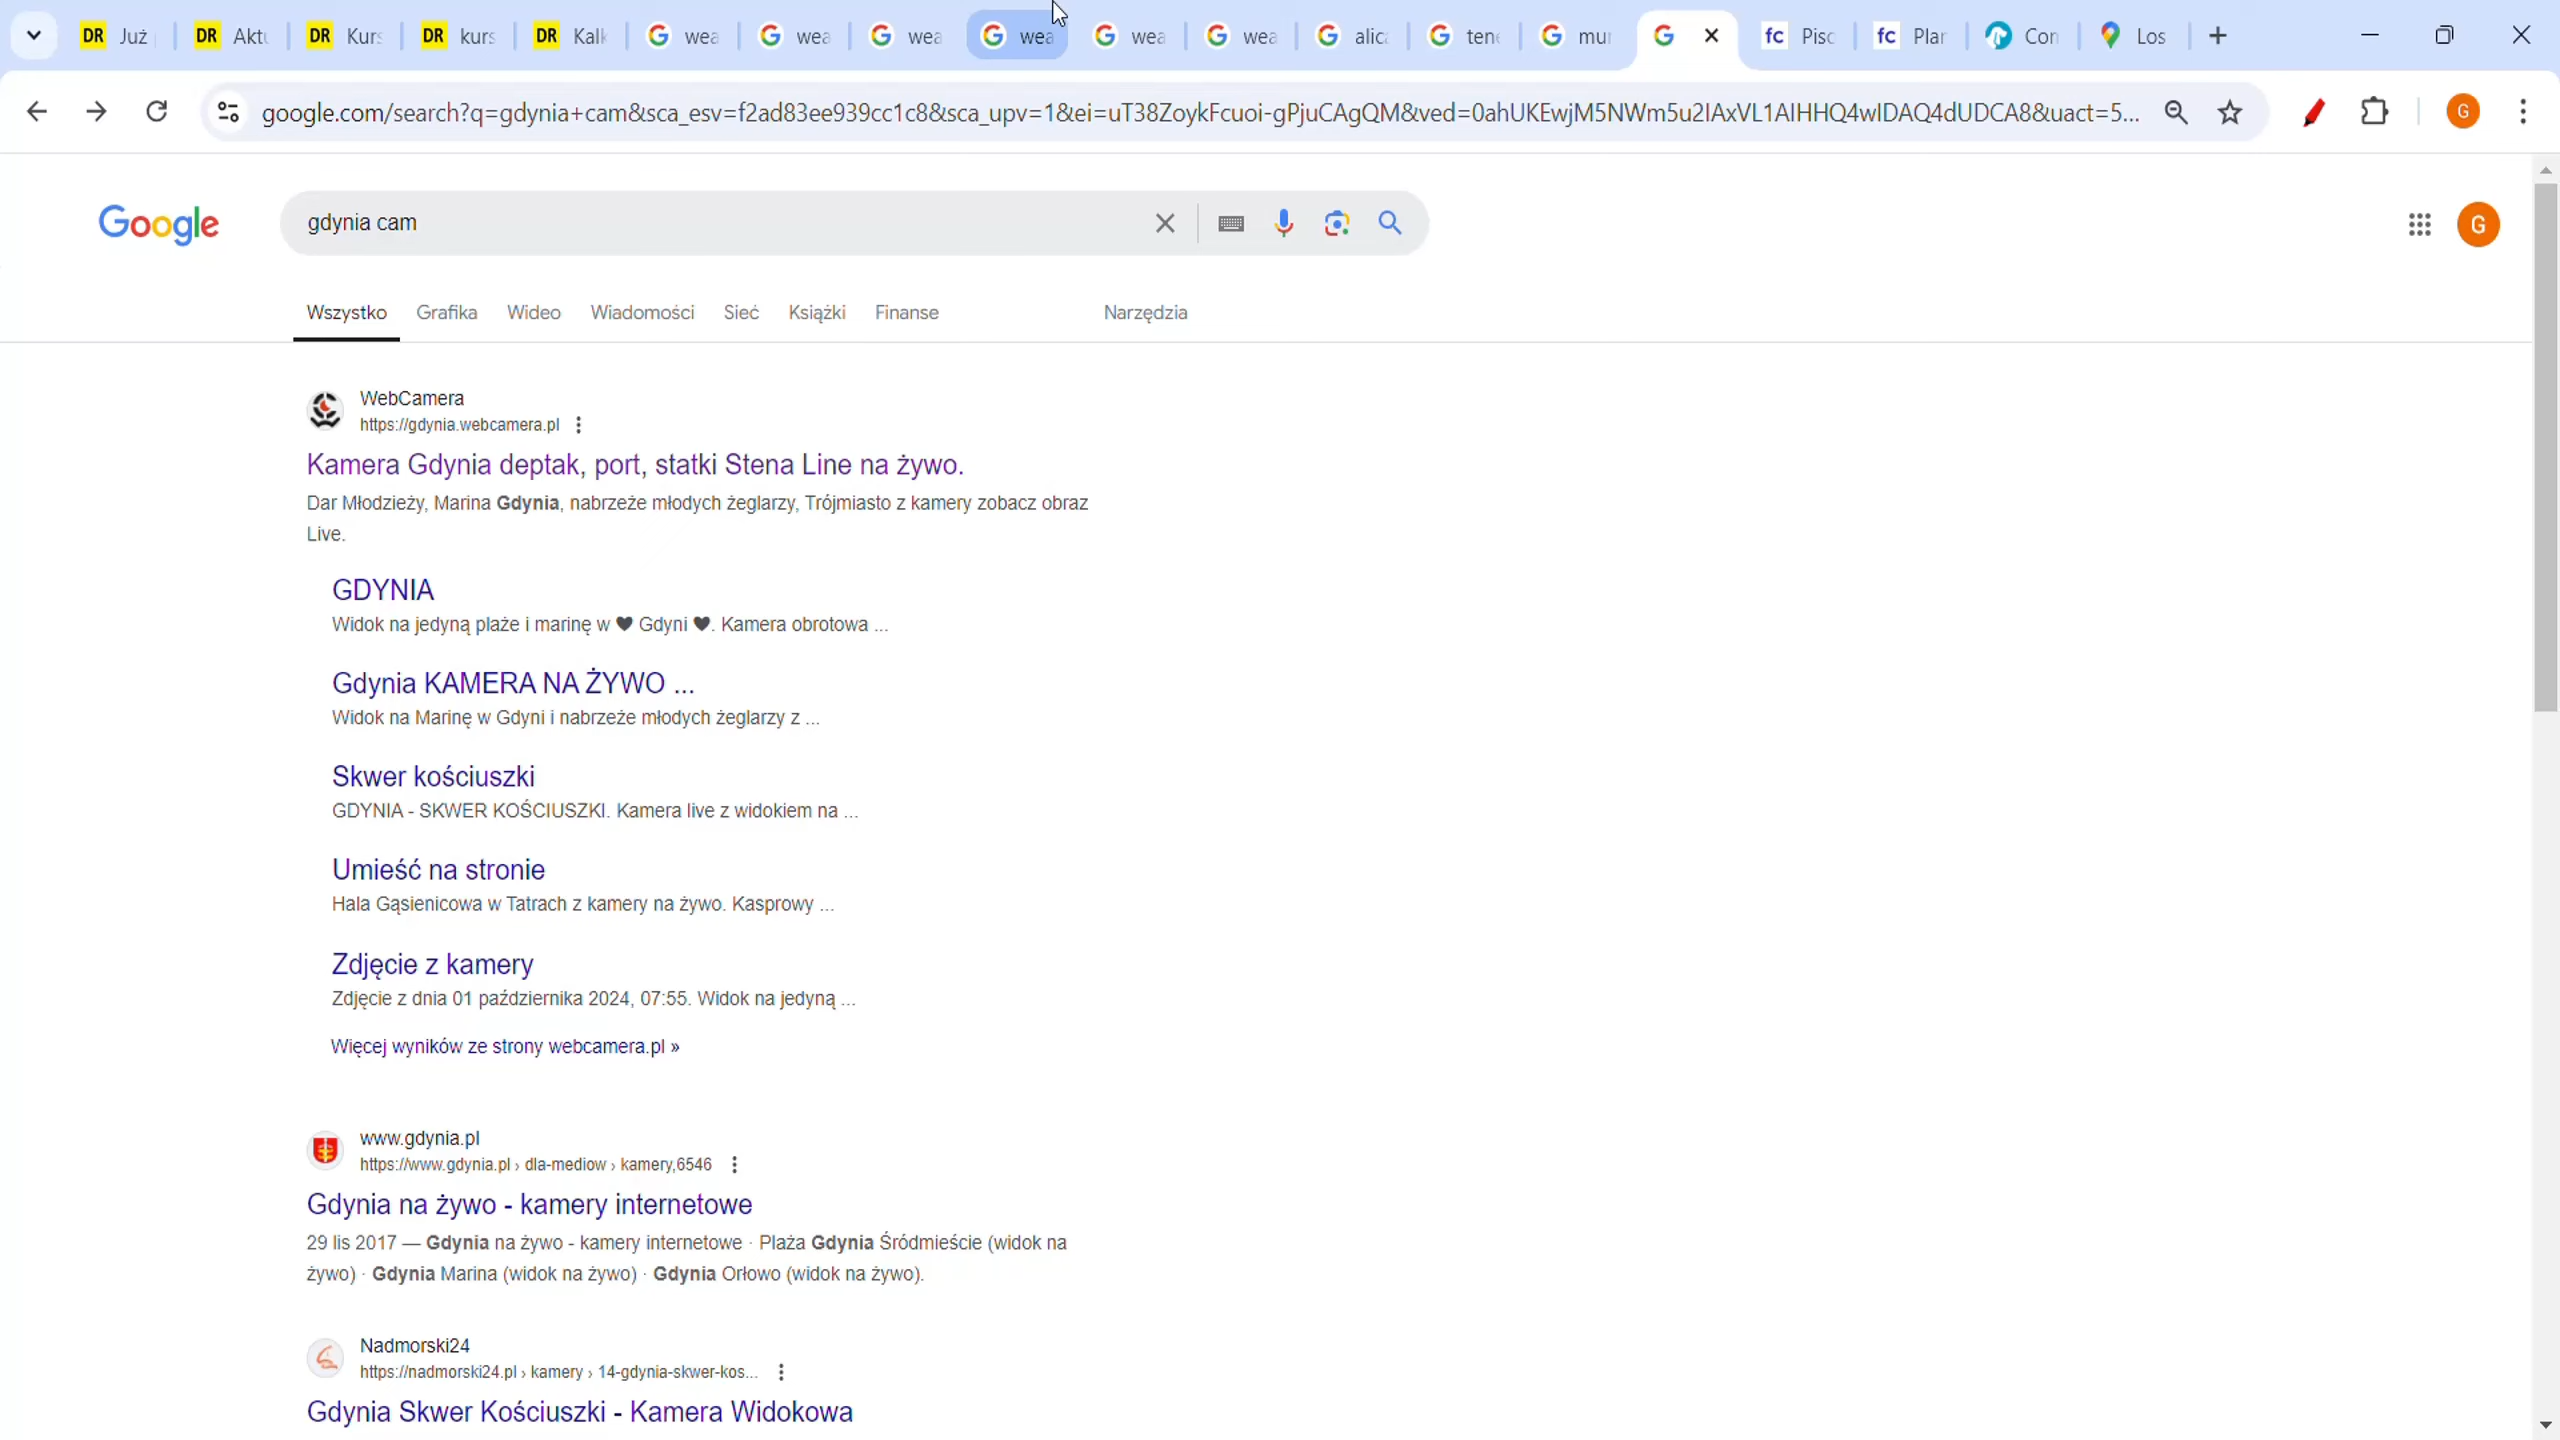 DR Już DR Aktu DR Kurs DR kurs DR Kalk wea wea wea wea wea wea alica tene mur fc Pisc fc Plar Con Los
google.com/search?q=gdynia+cam&sca_esv=f2ad83ee939cc1c8&sca_upv=1&ei=uT38ZoykFcuoi-gPjuCAgQM&ved=0ahUKEwjM5NWm5u2IAxVL1AIHHQ4wIDAQ4dUDCA8&uact=5... G
Google gdynia cam G
Wszystko Grafika Wideo Wiadomości Sieć Książki Finanse Narzędzia
WebCamera
https://gdynia.webcamera.pl
Kamera Gdynia deptak, port, statki Stena Line na żywo.
Dar Młodzieży, Marina Gdynia, nabrzeże młodych żeglarzy, Trójmiasto z kamery zobacz obraz
Live.
GDYNIA
Widok na jedyną plaże i marinę w ♥ Gdyni ♥. Kamera obrotowa ...
Gdynia KAMERA NA ŻYWO ...
Widok na Marinę w Gdyni i nabrzeże młodych żeglarzy z ...
Skwer kościuszki
GDYNIA - SKWER KOŚCIUSZKI. Kamera live z widokiem na ...
Umieść na stronie
Hala Gąsienicowa w Tatrach z kamery na żywo. Kasprowy ...
Zdjęcie z kamery
Zdjęcie z dnia 01 października 2024, 07:55. Widok na jedyną ...
Więcej wyników ze strony webcamera.pl »
www.gdynia.pl
https://www.gdynia.pl › dla-mediow › kamery,6546
Gdynia na żywo - kamery internetowe
29 lis 2017 — Gdynia na żywo - kamery internetowe · Plaża Gdynia Śródmieście (widok na
żywo) · Gdynia Marina (widok na żywo) · Gdynia Orłowo (widok na żywo).
Nadmorski24
https://nadmorski24.pl › kamery › 14-gdynia-skwer-kos...
Gdynia Skwer Kościuszki - Kamera Widokowa